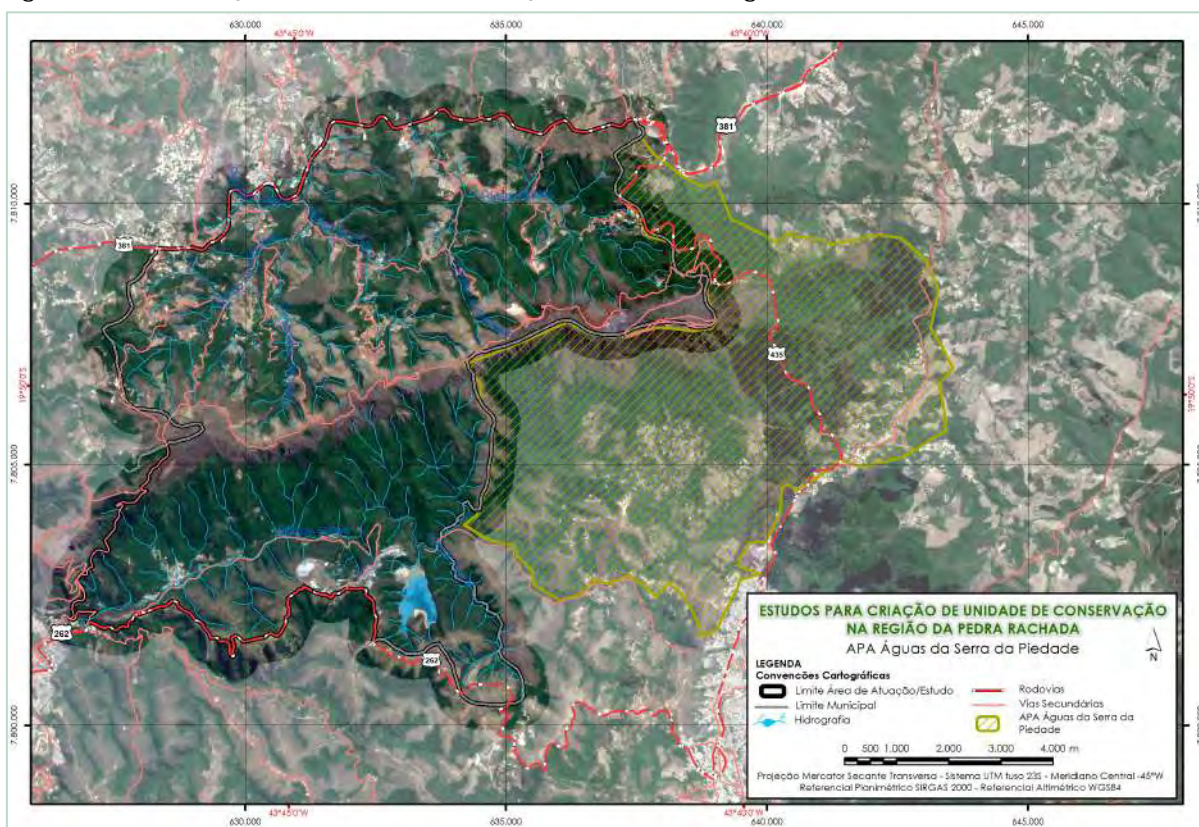 630.000 635.000 640.000 645.000
43°45'0"W 43°40'0"W
381
381
7.810.000
435
19°50'0"S 19°50'0"S
7.805.000
262
262
7.800.000
ESTUDOS PARA CRIAÇÃO DE UNIDADE DE CONSERVAÇÃO
NA REGIÃO DA PEDRA RACHADA
APA Águas da Serra da Piedade
N
LEGENDA
Convenções Cartográficas
Limite Área de Atuação/Estudo
Limite Municipal
Hidrografia
Rodovias
Vias Secundárias
APA Águas da Serra da
Piedade
0 500 1.000 2.000 3.000 4.000 m
Projeção Mercator Secante Transversa - Sistema UTM fuso 23S - Meridiano Central -45°W
Referencial Planimétrico SIRGAS 2000 - Referencial Altimétrico WGS84
630.000 635.000 640.000 645.000
43°45'0"W 43°40'0"W